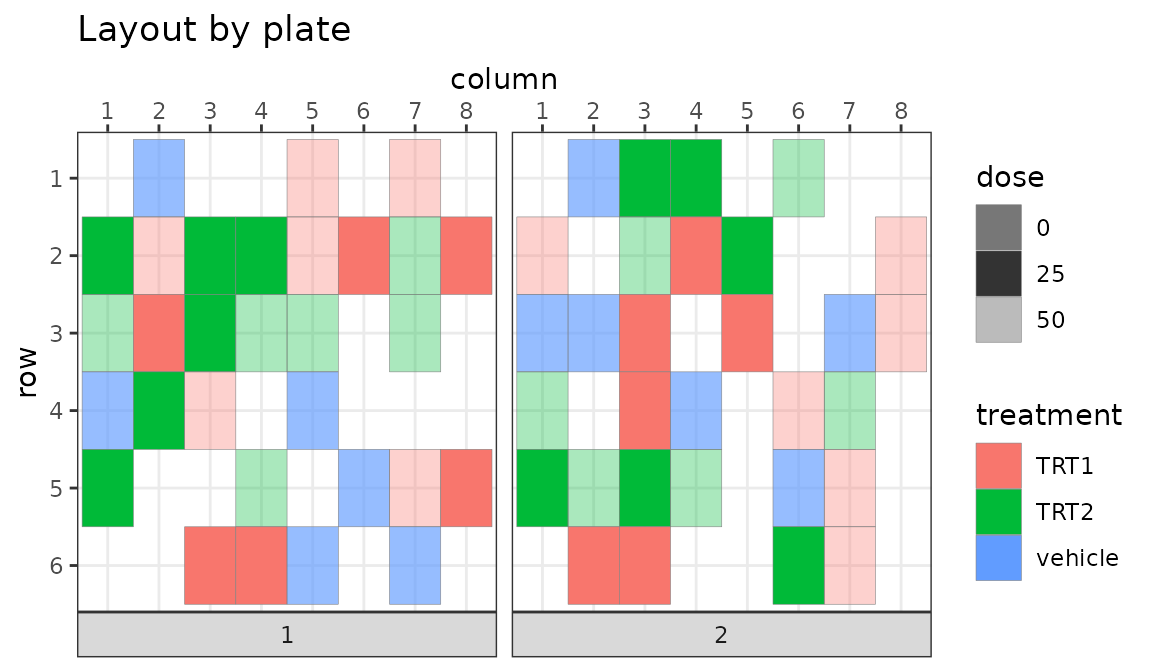 Layout by plate
column
1 2 3 4 5 6 7 8 1 2 3 4 5 6 7 8
row
1
2
3
4
5
6
1 2
dose
0
25
50
treatment
TRT1
TRT2
vehicle